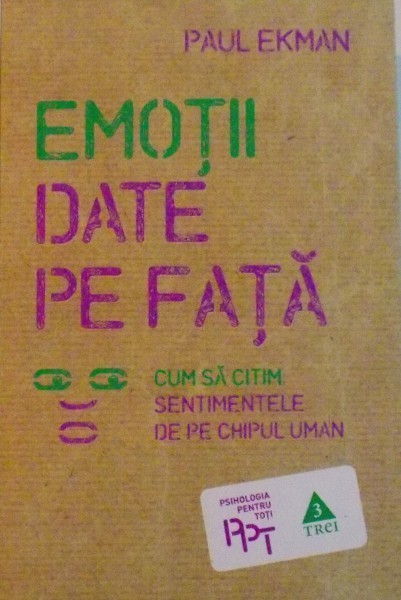 PAUL EKMAN
EMOȚII
DATE
PE FAȚĂ
CUM SĂ CITIM
SENTIMENTELE
DE PE CHIPUL UMAN
PSIHOLOGIA
PENTRU
TOȚI
PPT
3
TREI